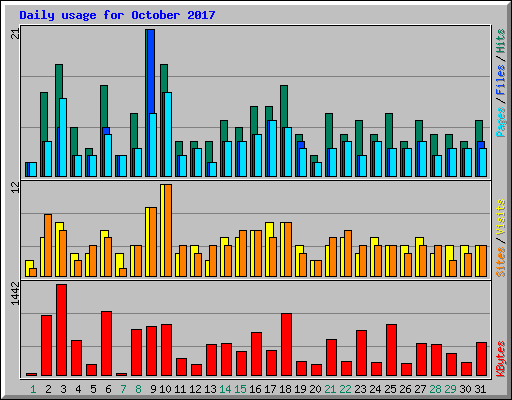 Daily usage for October 2017
21
Pages / Files / Hits
12
Sites / Visits
1442
KBytes
1 2 3 4 5 6 7 8 9 10 11 12 13 14 15 16 17 18 19 20 21 22 23 24 25 26 27 28 29 30 31